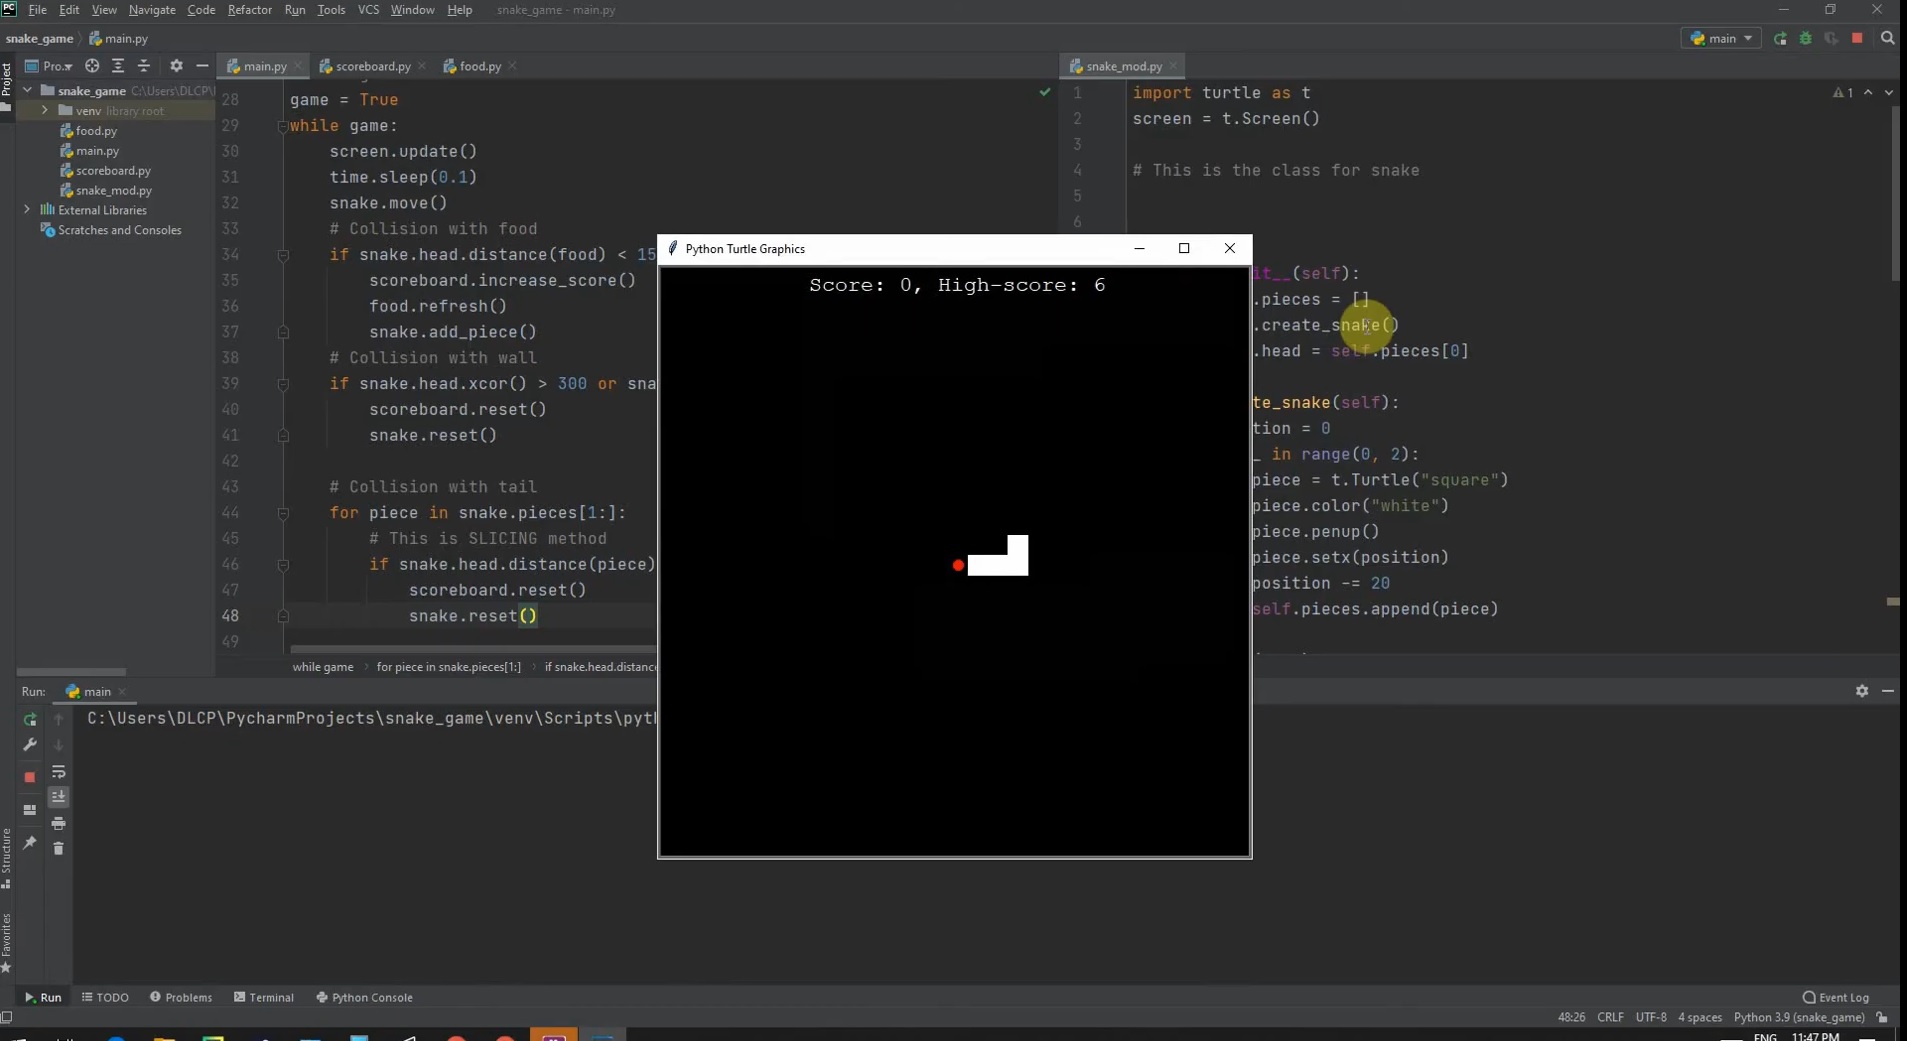 PC File Edit View Navigate Code Refactor Run Tools VCS Window Help snake_game - main.py
snake_game main.py
main
Project
Pro...
main.py
scoreboard.py
food.py
snake_mod.py
snake_game C:\Users\DLCP\
venv library root
food.py
main.py
scoreboard.py
snake_mod.py
External Libraries
Scratches and Consoles
28 game = True
29 while game:
30 screen.update()
31 time.sleep(0.1)
32 snake.move()
33 # Collision with food
34 if snake.head.distance(food) < 15
35 scoreboard.increase_score()
36 food.refresh()
37 snake.add_piece()
38 # Collision with wall
39 if snake.head.xcor() > 300 or sna
40 scoreboard.reset()
41 snake.reset()
42
43 # Collision with tail
44 for piece in snake.pieces[1:]:
45 # This is SLICING method
46 if snake.head.distance(piece)
47 scoreboard.reset()
48 snake.reset()
49
while game for piece in snake.pieces[1:] if snake.head.distance
1 import turtle as t
2 screen = t.Screen()
3
4 # This is the class for snake
5
6
1
it__(self):
.pieces = []
.create_snake()
.head = self.pieces[0]
te_snake(self):
tion = 0
_ in range(0, 2):
piece = t.Turtle("square")
piece.color("white")
piece.penup()
piece.setx(position)
position -= 20
self.pieces.append(piece)
Python Turtle Graphics
Score: 0, High-score: 6
Run: main
C:\Users\DLCP\PycharmProjects\snake_game\venv\Scripts\pyth
Structure
Favorites
Run TODO Problems Terminal Python Console Event Log
48:26 CRLF UTF-8 4 spaces Python 3.9 (snake_game)
ENG 11:47 PM